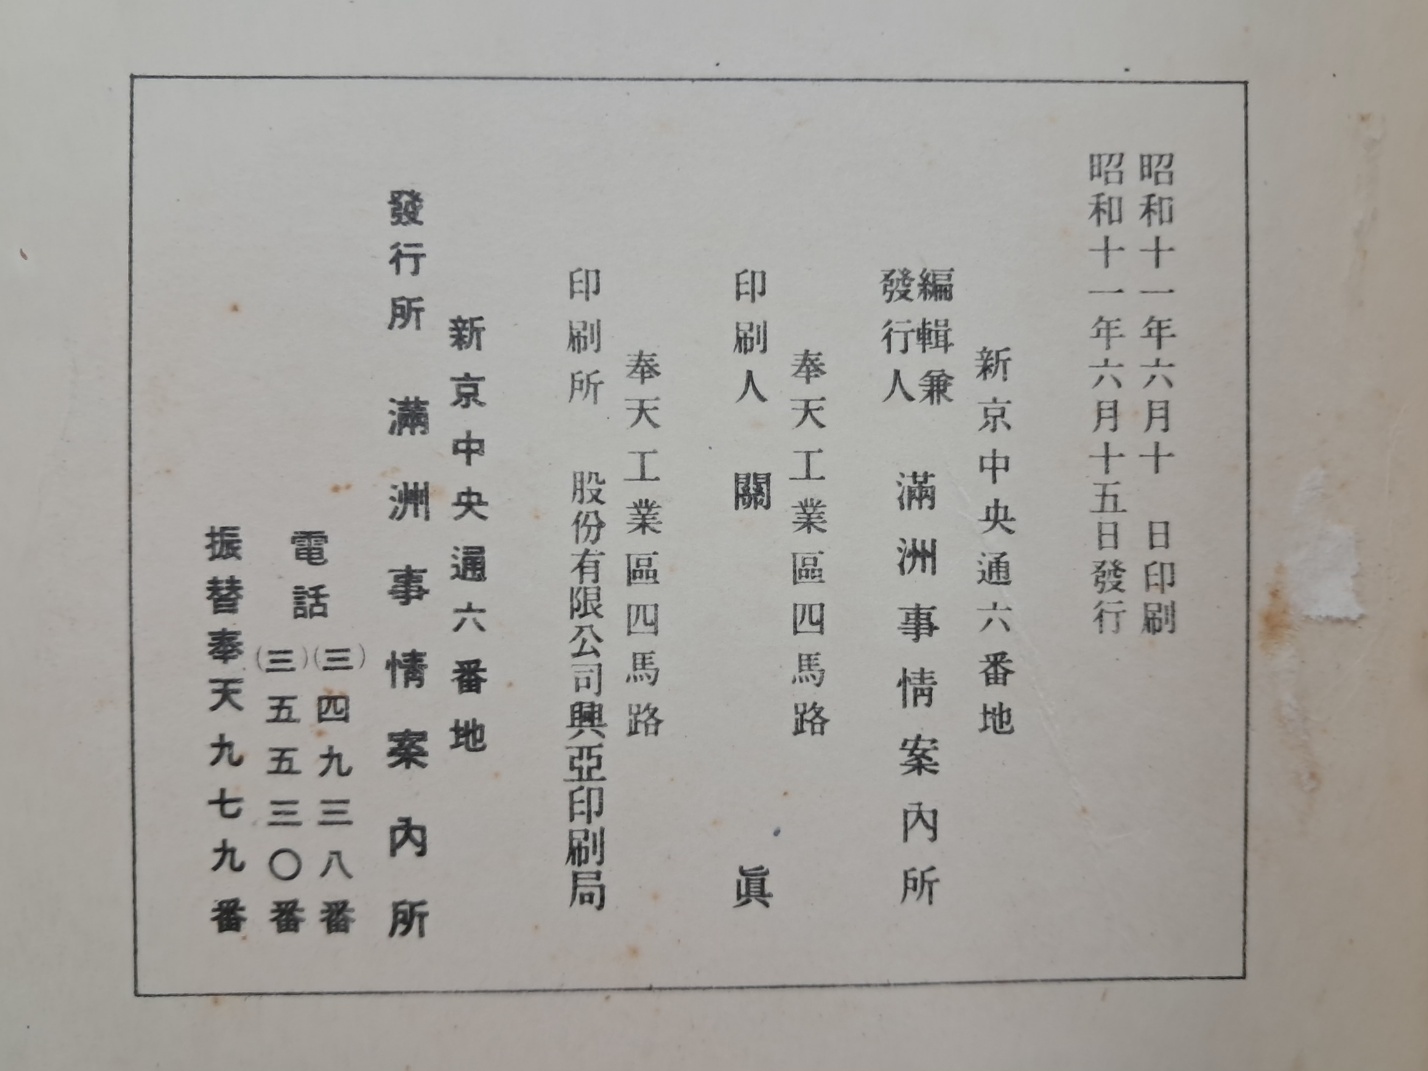 昭和十一年六月十 日印刷
昭和十一年六月十五日發行
新京中央通六番地
編輯兼
發行人 滿洲事情案內所
奉天工業區四馬路
印刷人 關 眞
奉天工業區四馬路
印刷所 股份有限公司興亞印刷局
新京中央通六番地
發行所 滿洲事情案內所
電話 (三)四九三八番
(三)五五三〇番
振替奉天九七九番